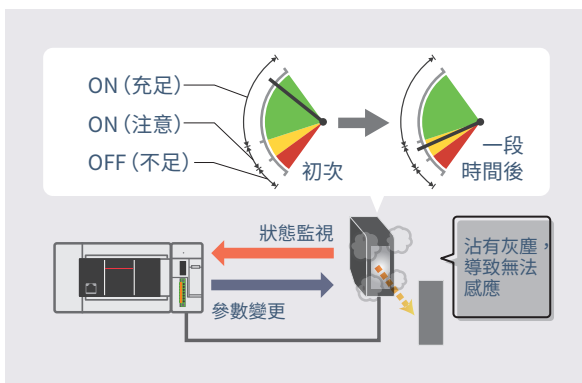 ON（充足）
ON（注意）
OFF（不足）
初次
一段
時間後
狀態監視
參數變更
沾有灰塵，
導致無法
感應